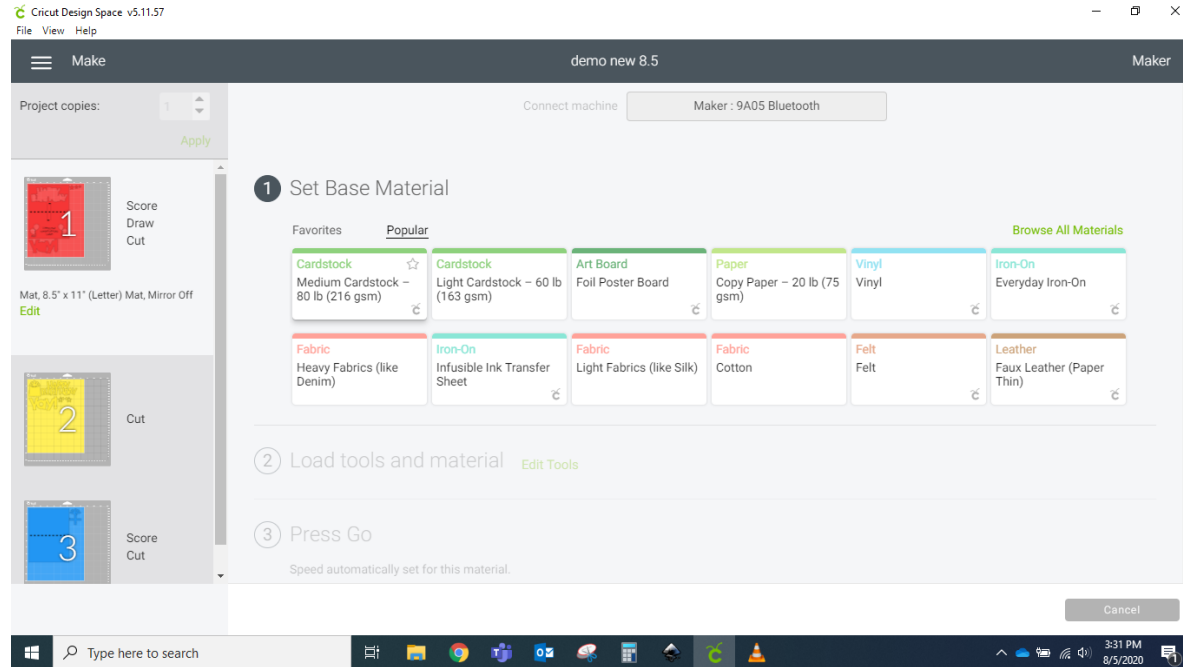 Cricut Design Space v5.11.57
File View Help
Make
demo new 8.5
Maker
Project copies:
1
Apply
Connect machine
Maker : 9A05 Bluetooth
1
Score
Draw
Cut
Mat, 8.5" x 11" (Letter) Mat, Mirror Off
Edit
2
Cut
3
Score
Cut
1 Set Base Material
Favorites Popular
Browse All Materials
Cardstock
Medium Cardstock –
80 lb (216 gsm)
Cardstock
Light Cardstock – 60 lb
(163 gsm)
Art Board
Foil Poster Board
Paper
Copy Paper – 20 lb (75
gsm)
Vinyl
Vinyl
Iron-On
Everyday Iron-On
Fabric
Heavy Fabrics (like
Denim)
Iron-On
Infusible Ink Transfer
Sheet
Fabric
Light Fabrics (like Silk)
Fabric
Cotton
Felt
Felt
Leather
Faux Leather (Paper
Thin)
2 Load tools and material Edit Tools
3 Press Go
Speed automatically set for this material.
Cancel
Type here to search
3:31 PM
8/5/2020
1